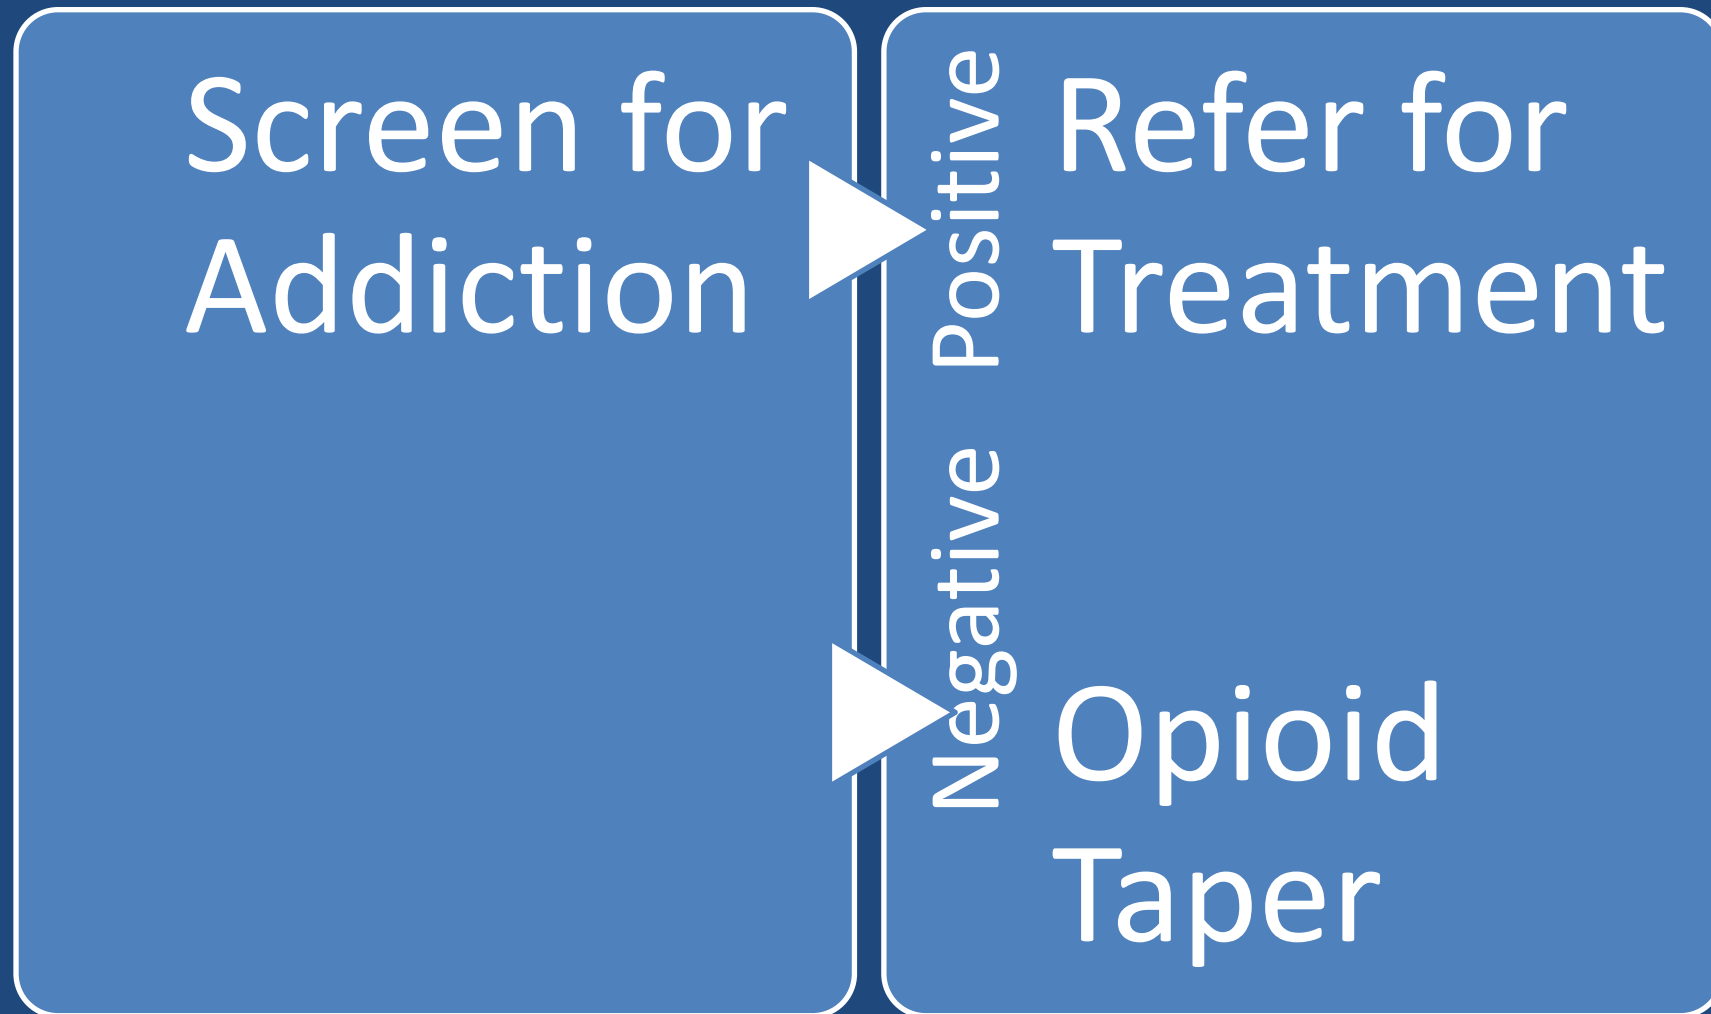 Screen for
Addiction
Positive
Refer for
Treatment
Negative
Opioid
Taper